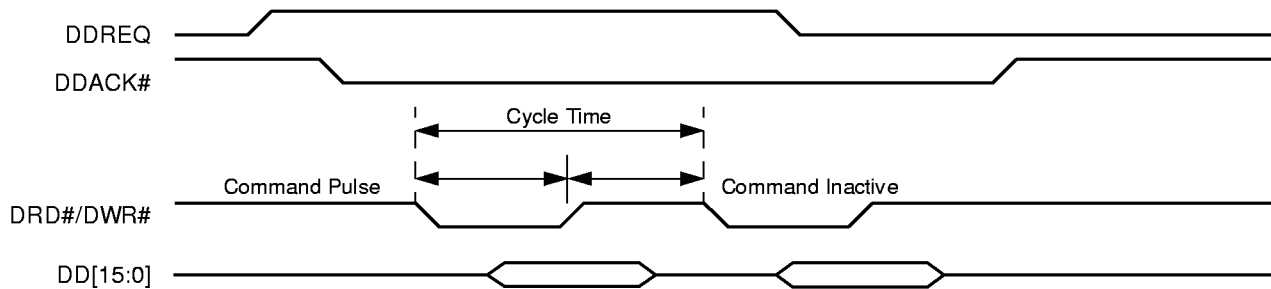 DDREQ
DDACK#
Cycle Time
Command Pulse
Command Inactive
DRD#/DWR#
DD[15:0]